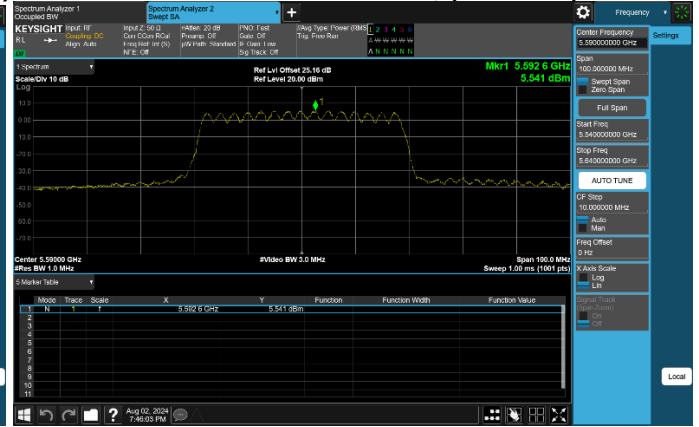 Spectrum Analyzer 1
Occupied BW
Spectrum Analyzer 2
Swept SA
+
Frequency
KEYSIGHT
RL
Input: RF
Coupling: DC
Align: Auto
Input Z: 50 Ω
Corr CCorr RCal
Freq Ref: Int (S)
NFE: Off
#Atten: 20 dB
Preamp: Off
µW Path: Standard
PNO: Fast
Gate: Off
IF Gain: Low
Sig Track: Off
#Avg Type: Power (RMS)
Trig: Free Run
1 2 3 4 5 6
A W W W W W
A N N N N N
1 Spectrum
Scale/Div 10 dB
Log
Ref Lvl Offset 25.16 dB
Ref Level 20.00 dBm
Mkr1 5.592 6 GHz
5.541 dBm
1
10.0
0.00
-10.0
-20.0
-30.0
-40.0
-50.0
-60.0
-70.0
Center 5.59000 GHz
#Res BW 1.0 MHz
#Video BW 3.0 MHz
Span 100.0 MHz
Sweep 1.00 ms (1001 pts)
5 Marker Table
Mode Trace Scale X Y Function Function Width Function Value
1 N 1 f 5.592 6 GHz 5.541 dBm
2
3
4
5
6
7
8
9
10
11
Aug 02, 2024
7:46:03 PM
Center Frequency
5.590000000 GHz
Settings
Span
100.000000 MHz
Swept Span
Zero Span
Full Span
Start Freq
5.540000000 GHz
Stop Freq
5.640000000 GHz
AUTO TUNE
CF Step
10.000000 MHz
Auto
Man
Freq Offset
0 Hz
X Axis Scale
Log
Lin
Signal Track
(Span Zoom)
On
Off
Local